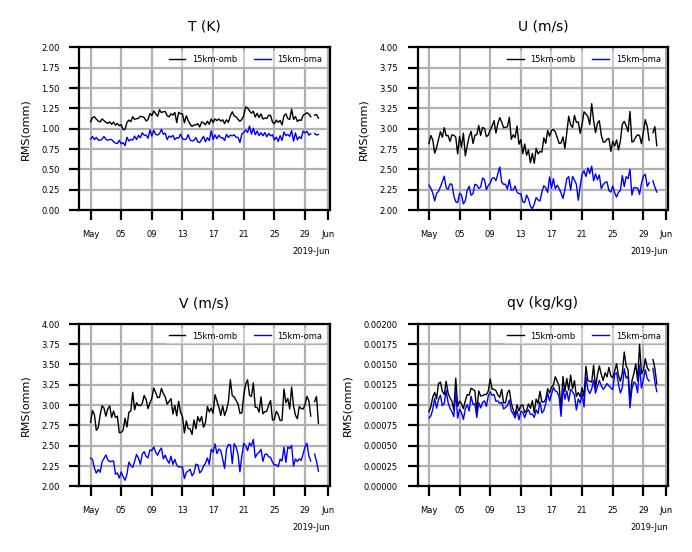 T (K)
2.00
1.75
1.50
1.25
1.00
0.75
0.50
0.25
0.00
RMS(omm)
15km-omb 15km-oma
May 05 09 13 17 21 25 29 Jun
2019-Jun
U (m/s)
4.00
3.75
3.50
3.25
3.00
2.75
2.50
2.25
2.00
RMS(omm)
15km-omb 15km-oma
May 05 09 13 17 21 25 29 Jun
2019-Jun
V (m/s)
4.00
3.75
3.50
3.25
3.00
2.75
2.50
2.25
2.00
RMS(omm)
15km-omb 15km-oma
May 05 09 13 17 21 25 29 Jun
2019-Jun
qv (kg/kg)
0.00200
0.00175
0.00150
0.00125
0.00100
0.00075
0.00050
0.00025
0.00000
RMS(omm)
15km-omb 15km-oma
May 05 09 13 17 21 25 29 Jun
2019-Jun